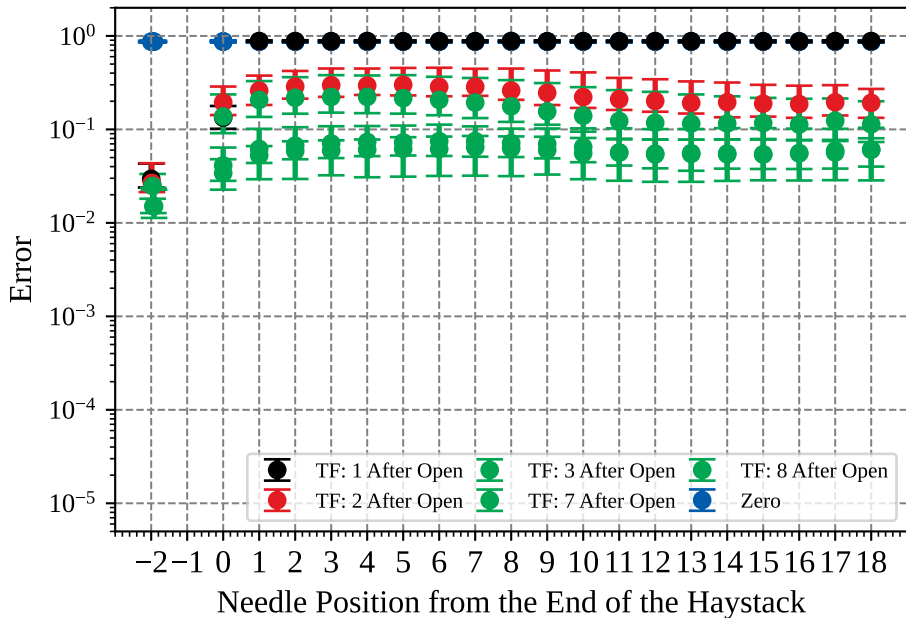 10⁰
10⁻¹
10⁻²
10⁻³
10⁻⁴
10⁻⁵
Error
TF: 1 After Open TF: 3 After Open TF: 8 After Open
TF: 2 After Open TF: 7 After Open Zero
−2 −1 0 1 2 3 4 5 6 7 8 9 10 11 12 13 14 15 16 17 18
Needle Position from the End of the Haystack